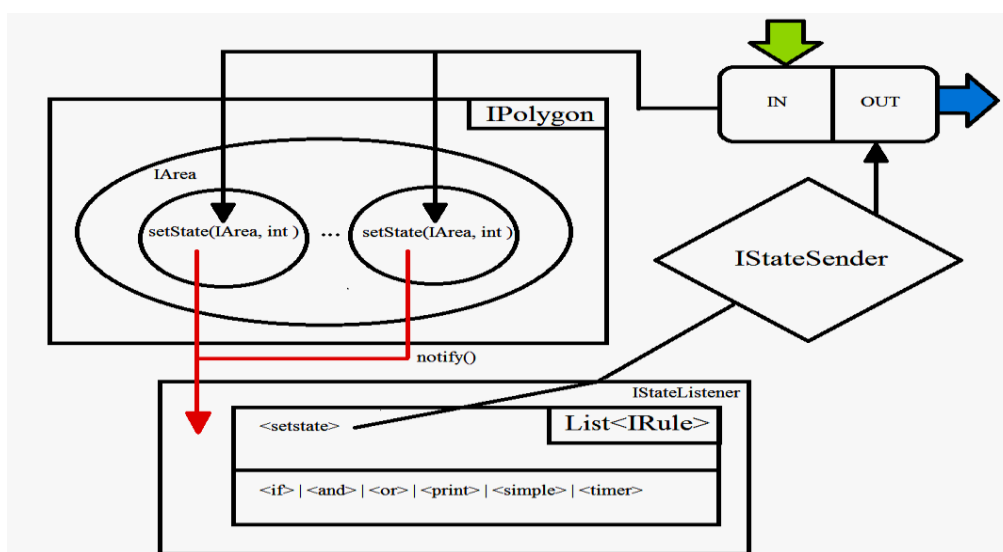 IN
OUT
IPolygon
IArea
setState(IArea, int )
...
setState(IArea, int )
IStateSender
notify()
IStateListener
<setstate>
List<IRule>
<if> | <and> | <or> | <print> | <simple> | <timer>